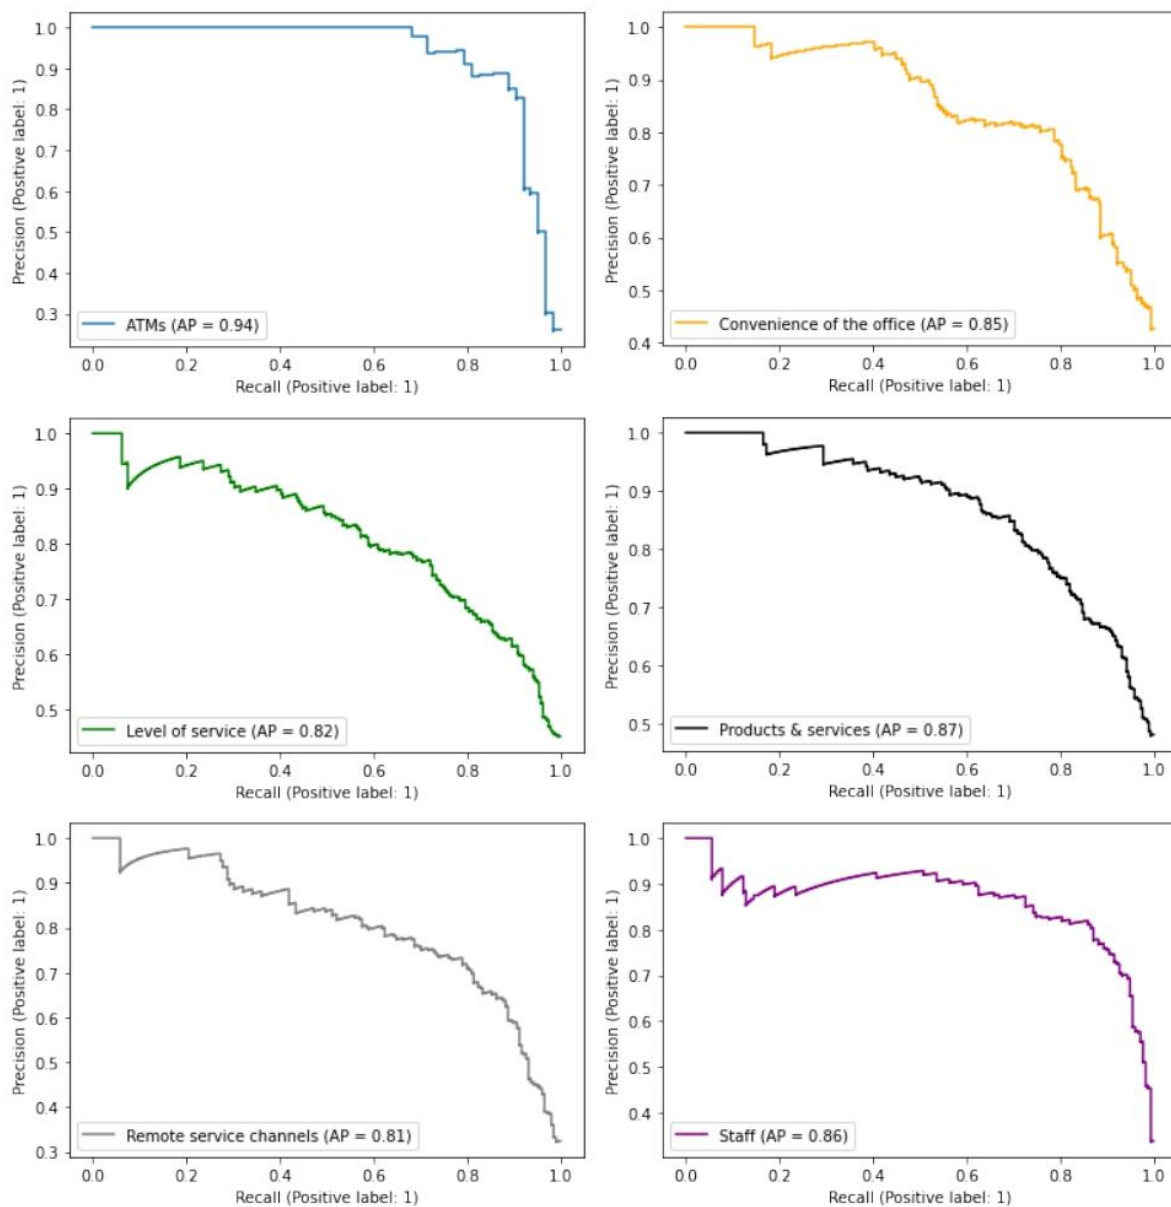 1.0
0.9
0.8
0.7
0.6
0.5
0.4
0.3
Precision (Positive label: 1)
ATMs (AP = 0.94)
0.0 0.2 0.4 0.6 0.8 1.0
Recall (Positive label: 1)
1.0
0.9
0.8
0.7
0.6
0.5
0.4
Precision (Positive label: 1)
Convenience of the office (AP = 0.85)
0.0 0.2 0.4 0.6 0.8 1.0
Recall (Positive label: 1)
1.0
0.9
0.8
0.7
0.6
0.5
Precision (Positive label: 1)
Level of service (AP = 0.82)
0.0 0.2 0.4 0.6 0.8 1.0
Recall (Positive label: 1)
1.0
0.9
0.8
0.7
0.6
0.5
Precision (Positive label: 1)
Products & services (AP = 0.87)
0.0 0.2 0.4 0.6 0.8 1.0
Recall (Positive label: 1)
1.0
0.9
0.8
0.7
0.6
0.5
0.4
0.3
Precision (Positive label: 1)
Remote service channels (AP = 0.81)
0.0 0.2 0.4 0.6 0.8 1.0
Recall (Positive label: 1)
1.0
0.9
0.8
0.7
0.6
0.5
0.4
Precision (Positive label: 1)
Staff (AP = 0.86)
0.0 0.2 0.4 0.6 0.8 1.0
Recall (Positive label: 1)